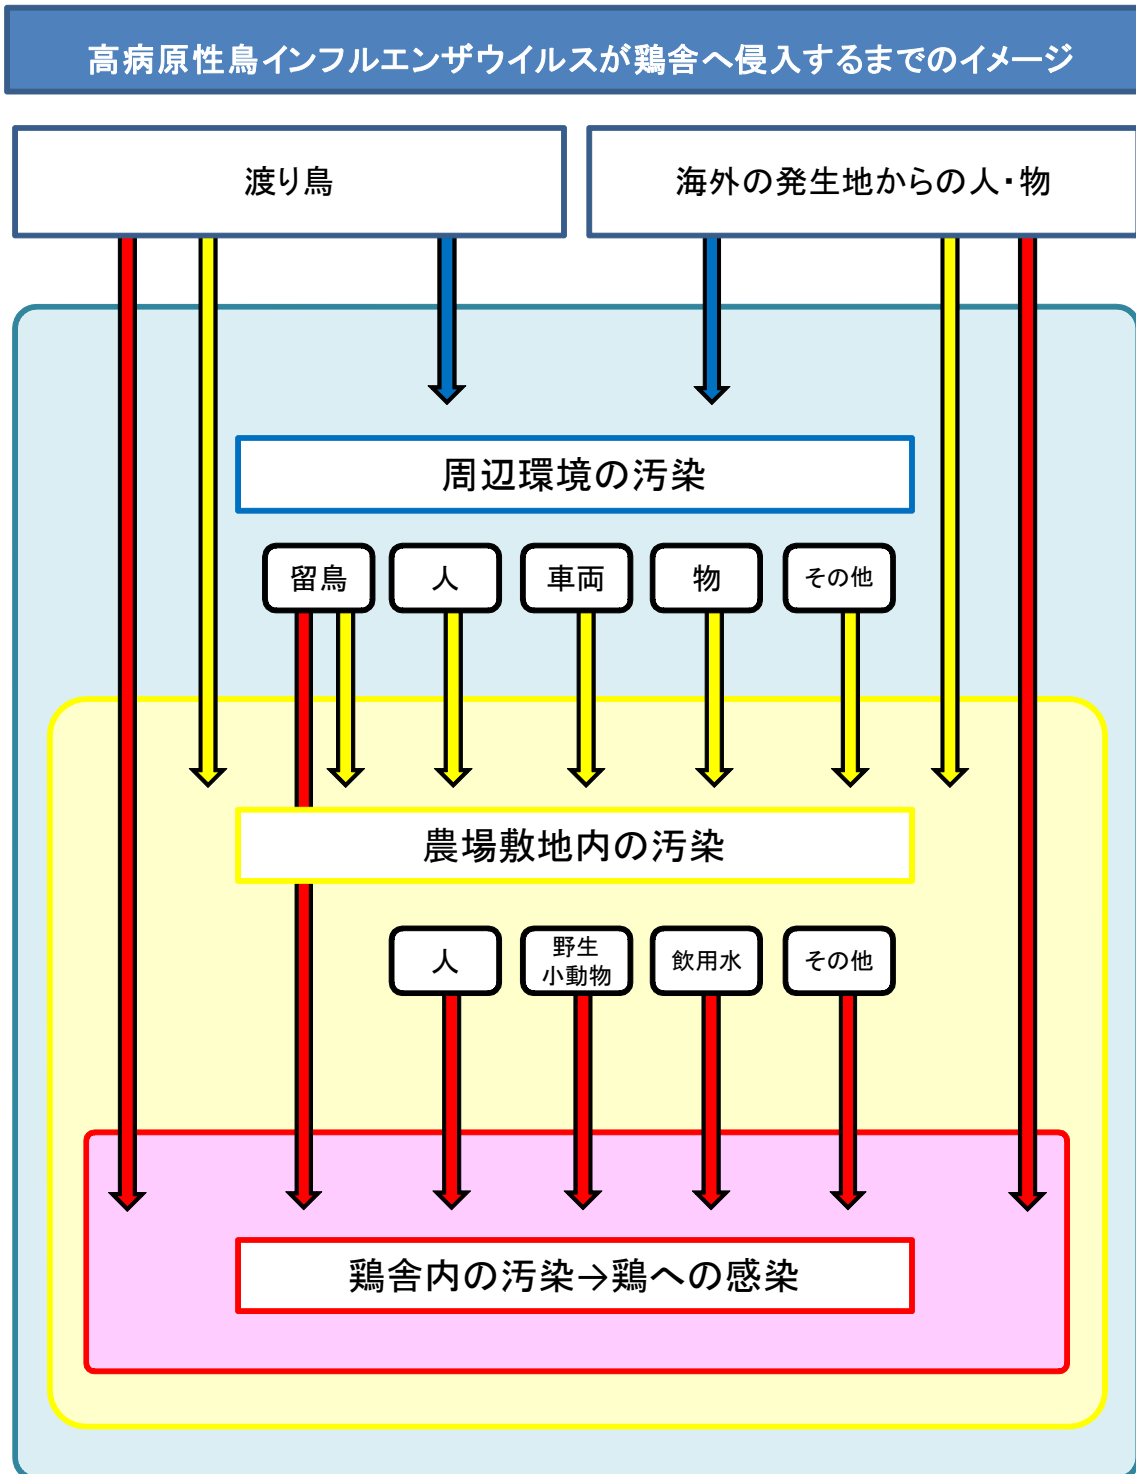 高病原性鳥インフルエンザウイルスが鶏舎へ侵入するまでのイメージ
渡り鳥
海外の発生地からの人・物
周辺環境の汚染
留鳥
人
車両
物
その他
農場敷地内の汚染
人
野生
小動物
飲用水
その他
鶏舎内の汚染→鶏への感染